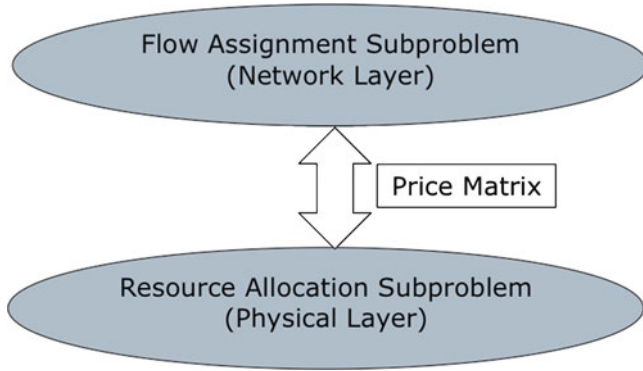 Flow Assignment Subproblem
(Network Layer)
Price Matrix
Resource Allocation Subproblem
(Physical Layer)